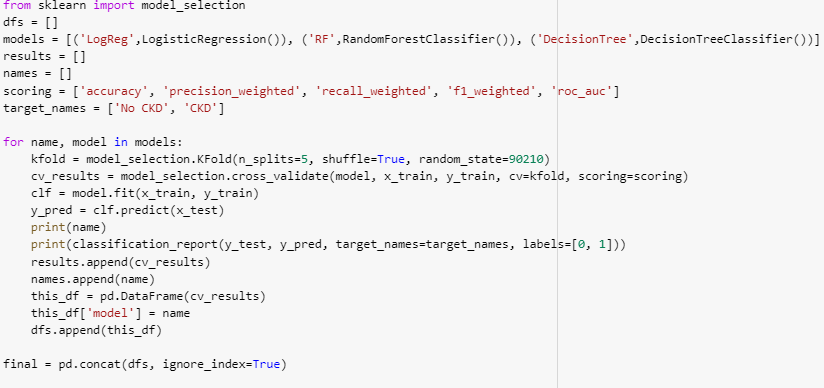 from sklearn import model_selection
dfs = []
models = [('LogReg',LogisticRegression()), ('RF',RandomForestClassifier()), ('DecisionTree',DecisionTreeClassifier())]
results = []
names = []
scoring = ['accuracy', 'precision_weighted', 'recall_weighted', 'f1_weighted', 'roc_auc']
target_names = ['No CKD', 'CKD']

for name, model in models:
    kfold = model_selection.KFold(n_splits=5, shuffle=True, random_state=90210)
    cv_results = model_selection.cross_validate(model, x_train, y_train, cv=kfold, scoring=scoring)
    clf = model.fit(x_train, y_train)
    y_pred = clf.predict(x_test)
    print(name)
    print(classification_report(y_test, y_pred, target_names=target_names, labels=[0, 1]))
    results.append(cv_results)
    names.append(name)
    this_df = pd.DataFrame(cv_results)
    this_df['model'] = name
    dfs.append(this_df)

final = pd.concat(dfs, ignore_index=True)